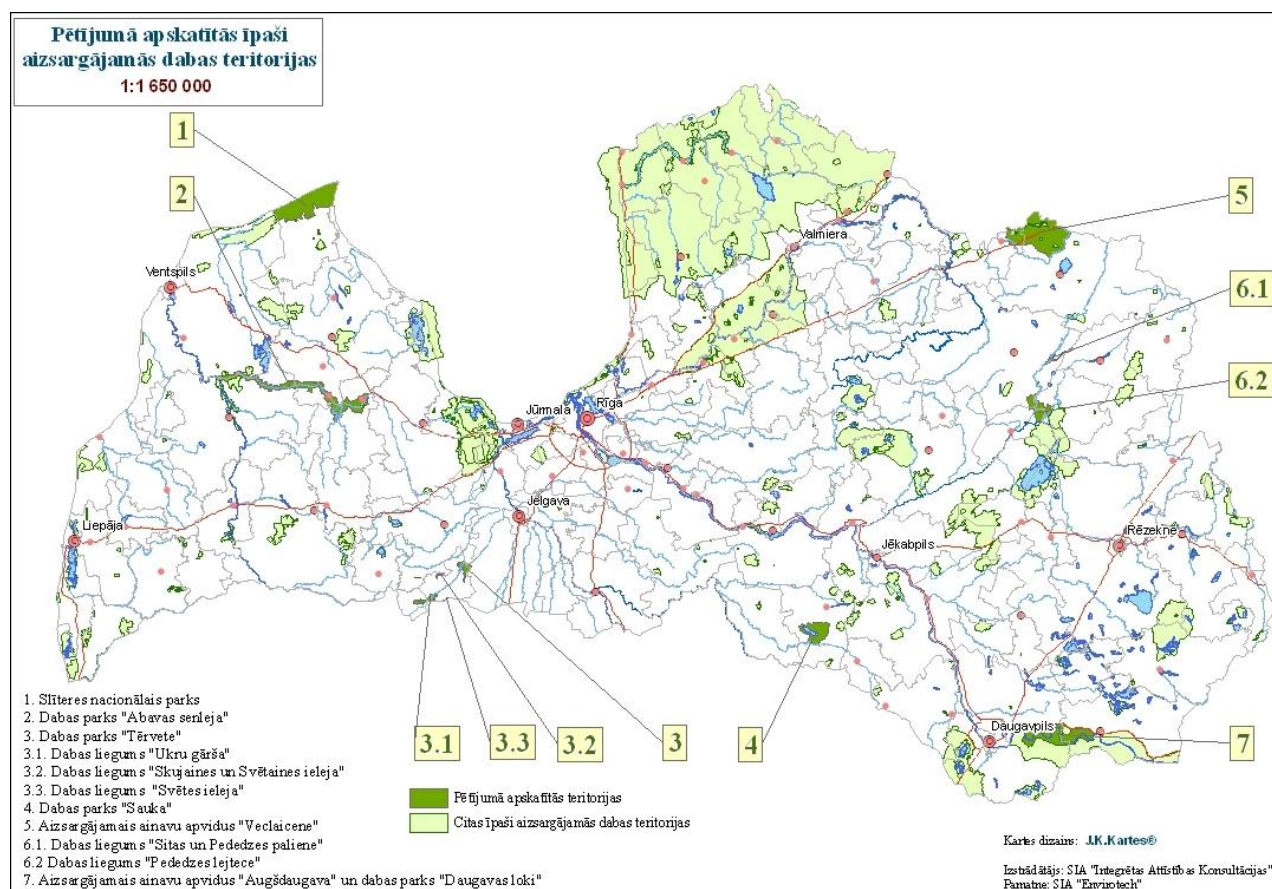 Pētījumā apskatītās īpaši
aizsargājamās dabas teritorijas
1:1 650 000
1
2
5
Valmiera
Ventspils
6.1
6.2
Jūrmala
Rīga
Jelgava
Liepāja
Jēkabpils
Rēzekne
Daugavpils
3.1
3.3
3.2
3
4
7
1. Slīteres nacionālais parks
2. Dabas parks "Abavas senleja"
3. Dabas parks "Tērvete"
3.1. Dabas liegums "Ukru gārša"
3.2. Dabas liegums "Skujaines un Svētaines ieleja"
3.3. Dabas liegums "Svētes ieleja"
4. Dabas parks "Sauka"
5. Aizsargājamais ainavu apvidus "Veclaicene"
6.1. Dabas liegums "Sitas un Pededzes paliene"
6.2 Dabas liegums "Pededzes lejtece"
7. Aizsargājamais ainavu apvidus "Augšdaugava" un dabas parks "Daugavas loki"
Pētījumā apskatītās teritorijas
Citas īpaši aizsargājamās dabas teritorijas
Kartes dizains: J.K.Kartes©
Izstrādātājs: SIA "Integrētas Attīstības Konsultācijas"
Pamatne: SIA "Envirotech"